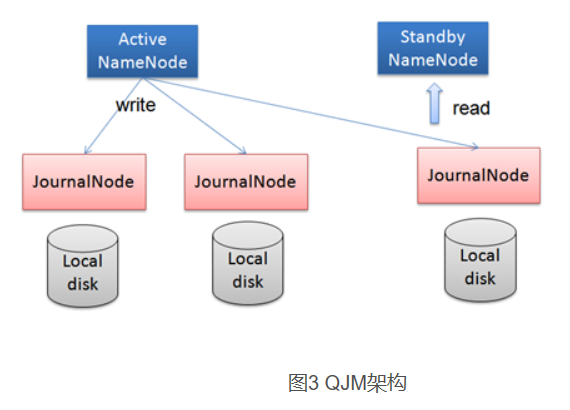 Active
NameNode
Standby
NameNode
write
read
JournalNode
JournalNode
JournalNode
Local
disk
Local
disk
Local
disk
图3 QJM架构